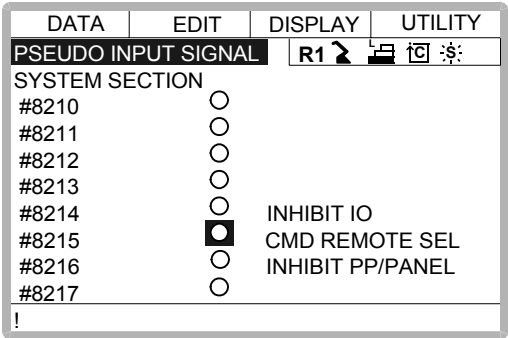 DATA EDIT DISPLAY UTILITY
PSEUDO INPUT SIGNAL R1 C S
SYSTEM SECTION
#8210
#8211
#8212
#8213
#8214 INHIBIT IO
#8215 CMD REMOTE SEL
#8216 INHIBIT PP/PANEL
#8217
!